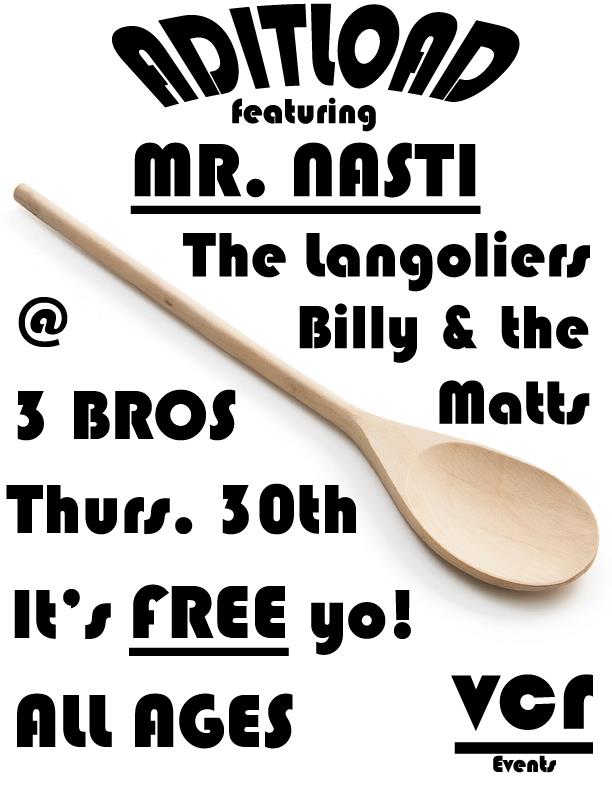 ADITLOAD
featuring
MR. NASTI
The Langoliers
Billy & the
Matts
@
3 BROS
Thurs. 30th
It's FREE yo!
ALL AGES
vcr
Events